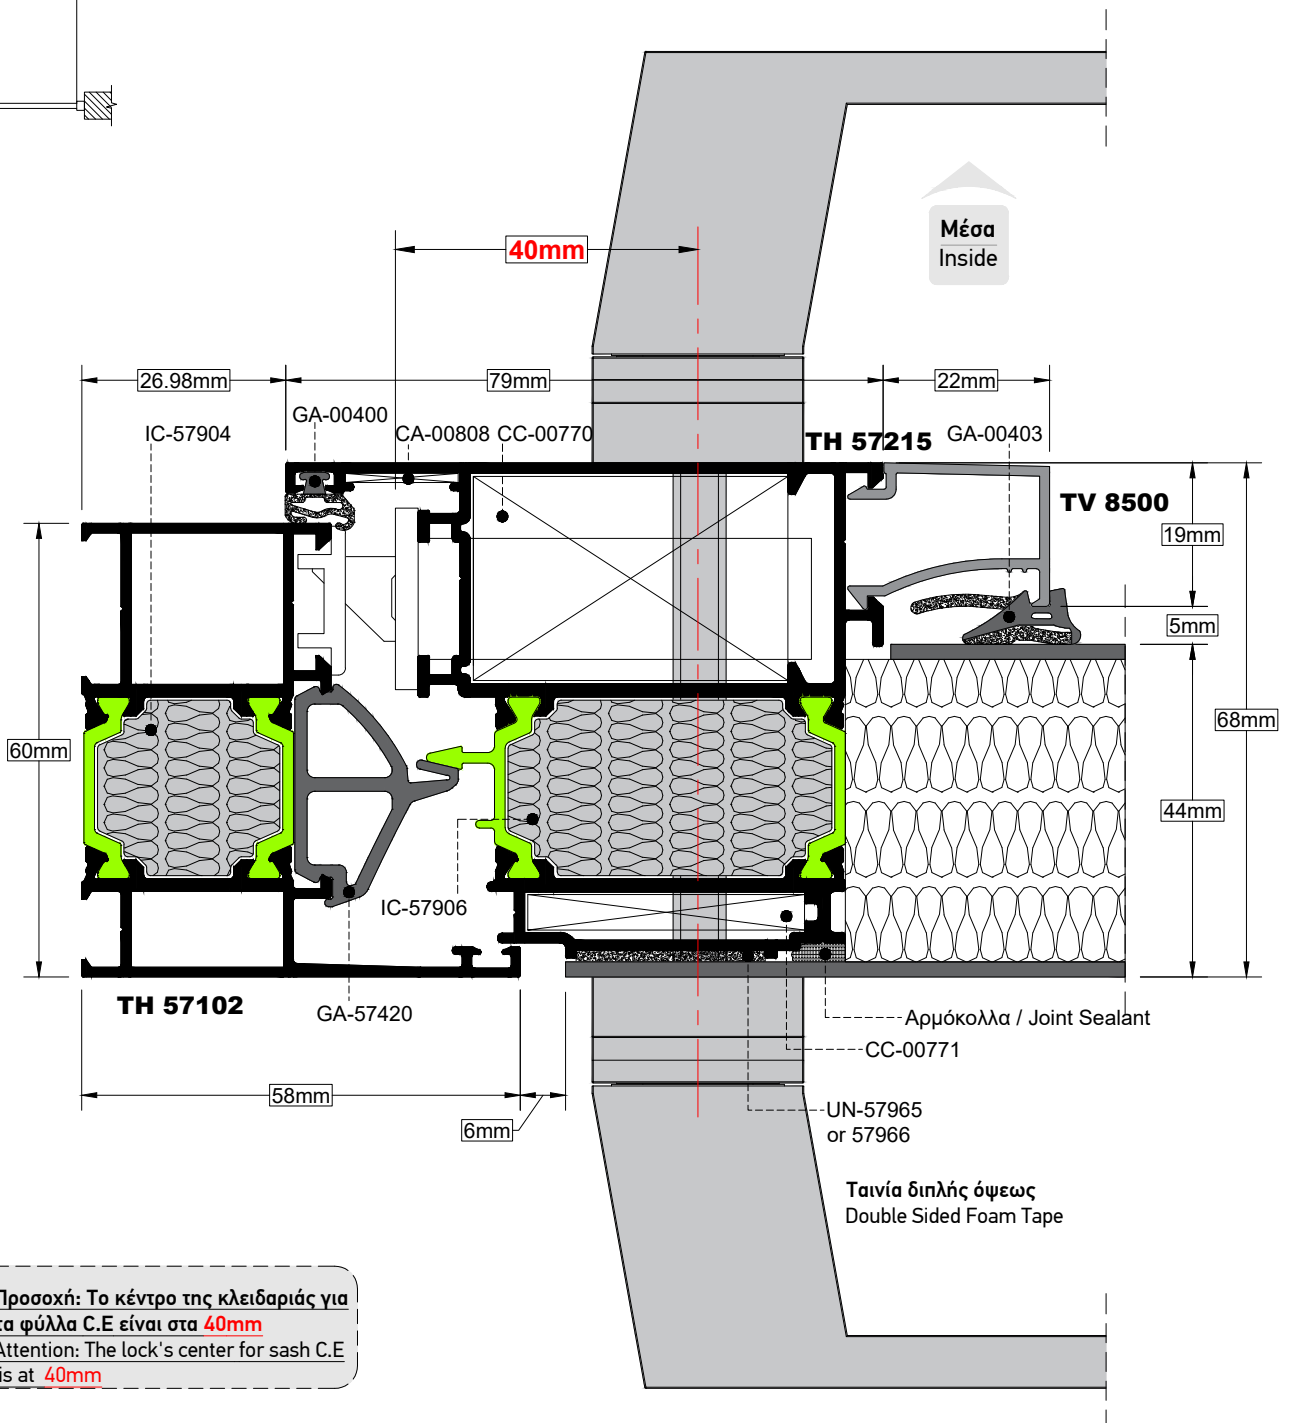 Μέσα
Inside
40mm
26.98mm
79mm
22mm
GA-00400
IC-57904
CA-00808
CC-00770
TH 57215
GA-00403
TV 8500
19mm
5mm
68mm
60mm
44mm
IC-57906
TH 57102
GA-57420
Αρμόκολλα / Joint Sealant
CC-00771
58mm
6mm
UN-57965
or 57966
Ταινία διπλής όψεως
Double Sided Foam Tape
Προσοχή: Το κέντρο της κλειδαριάς για
τα φύλλα C.E είναι στα 40mm
Attention: The lock's center for sash C.E
is at 40mm